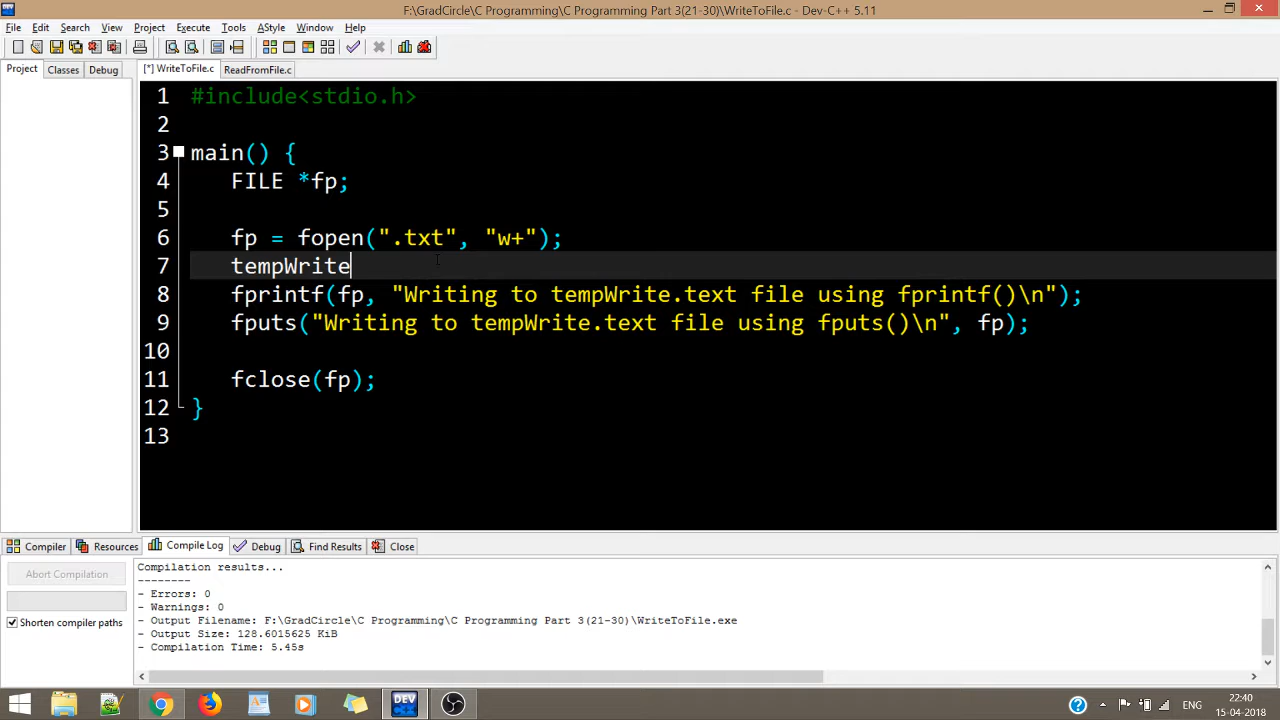 F:\GradCircle\C Programming\C Programming Part 3(21-30)\WriteToFile.c - Dev-C++ 5.11
File Edit Search View Project Execute Tools AStyle Window Help
Project Classes Debug [*] WriteToFile.c ReadFromFile.c
1 #include<stdio.h>
2
3 main() {
4 FILE *fp;
5
6 fp = fopen(".txt", "w+");
7 tempWrite
8 fprintf(fp, "Writing to tempWrite.text file using fprintf()\n");
9 fputs("Writing to tempWrite.text file using fputs()\n", fp);
10
11 fclose(fp);
12 }
13
Compiler Resources Compile Log Debug Find Results Close
Abort Compilation
Shorten compiler paths
Compilation results...
--------
- Errors: 0
- Warnings: 0
- Output Filename: F:\GradCircle\C Programming\C Programming Part 3(21-30)\WriteToFile.exe
- Output Size: 128.6015625 KiB
- Compilation Time: 5.45s
DEV
ENG
22:40
15-04-2018